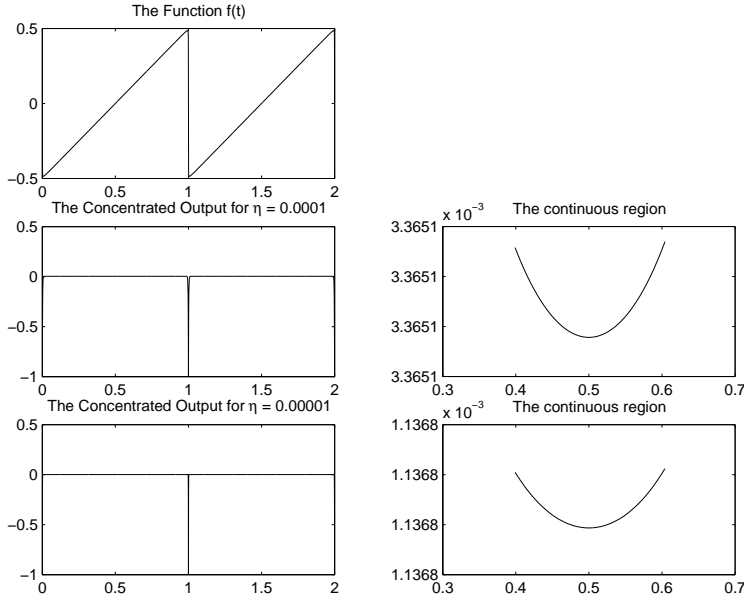 The Function f(t)
0.5
0
−0.5
0 0.5 1 1.5 2
The Concentrated Output for η = 0.0001
0.5
0
−0.5
−1
0 0.5 1 1.5 2
The continuous region
x 10⁻³
3.3651
3.3651
3.3651
3.3651
0.3 0.4 0.5 0.6 0.7
The Concentrated Output for η = 0.00001
0.5
0
−0.5
−1
0 0.5 1 1.5 2
The continuous region
x 10⁻³
1.1368
1.1368
1.1368
1.1368
0.3 0.4 0.5 0.6 0.7